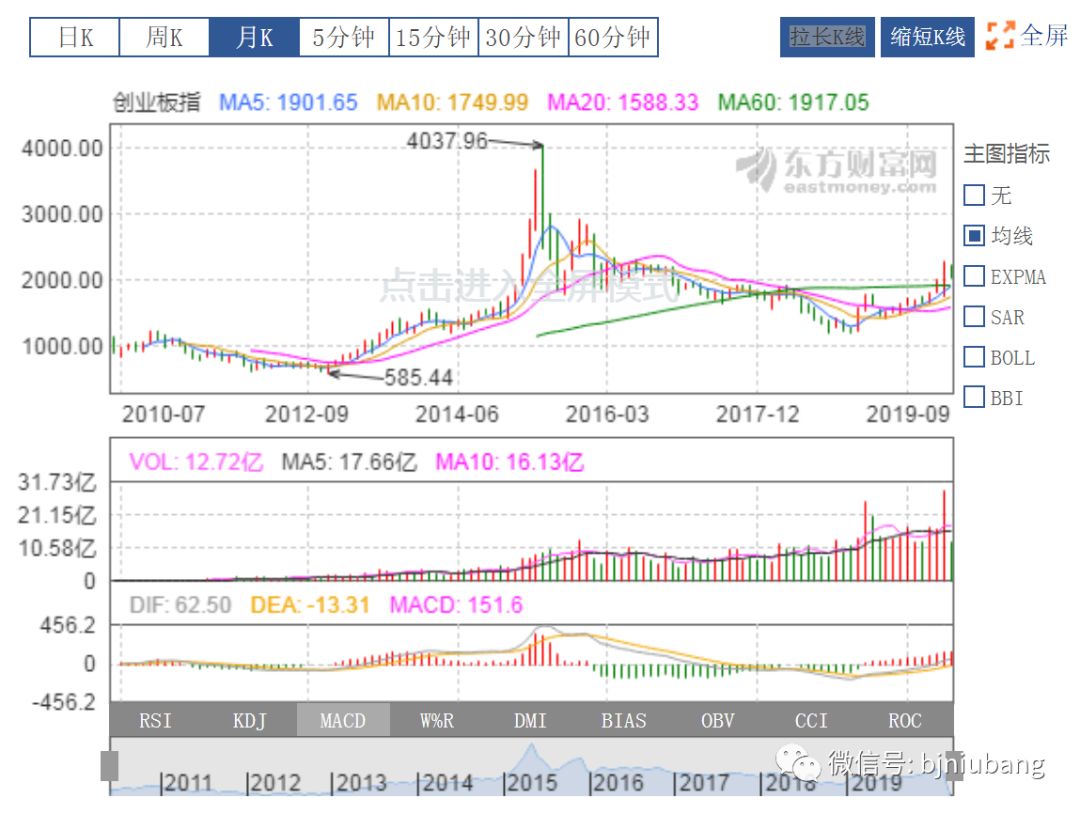 日K 周K 月K 5分钟 15分钟 30分钟 60分钟 拉长K线 缩短K线 全屏
创业板指 MA5: 1901.65 MA10: 1749.99 MA20: 1588.33 MA60: 1917.05
4037.96
4000.00
3000.00
2000.00
1000.00
东方财富网
eastmoney.com
点击进入全屏模式
585.44
2010-07 2012-09 2014-06 2016-03 2017-12 2019-09
主图指标
无
均线
EXPMA
SAR
BOLL
BBI
VOL: 12.72亿 MA5: 17.66亿 MA10: 16.13亿
31.73亿
21.15亿
10.58亿
0
DIF: 62.50 DEA: -13.31 MACD: 151.6
456.2
0
-456.2
RSI KDJ MACD W%R DMI BIAS OBV CCI ROC
2011 2012 2013 2014 2015 2016 2017 2018 2019
微信号: bjniubang